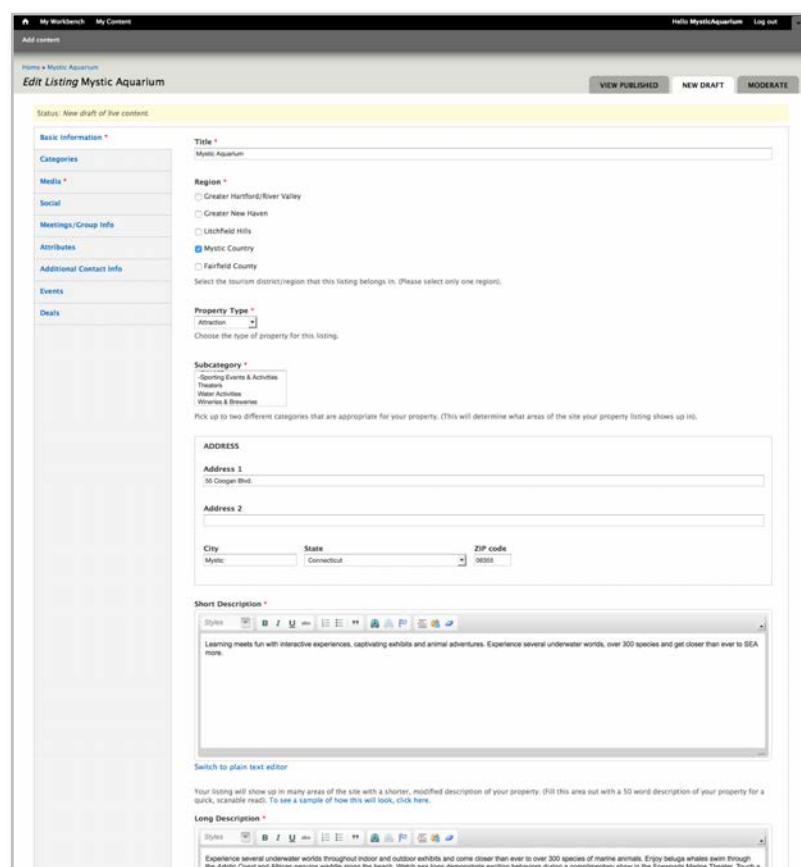 My Workbench My Content Hello MysticAquarium Log out
Add content
Home » Mystic Aquarium
Edit Listing Mystic Aquarium
VIEW PUBLISHED NEW DRAFT MODERATE
Status: New draft of live content.
Basic Information *
Categories
Media *
Social
Meetings/Group Info
Attributes
Additional Contact Info
Events
Deals
Title *
Mystic Aquarium
Region *
Greater Hartford/River Valley
Greater New Haven
Litchfield Hills
Mystic Country
Fairfield County
Select the tourism district/region that this listing belongs in. (Please select only one region).
Property Type *
Attraction
Choose the type of property for this listing.
Subcategory *
-Sporting Events & Activities
Theaters
Water Activities
Wineries & Breweries
Pick up to two different categories that are appropriate for your property. (This will determine what areas of the site your property listing shows up in).
ADDRESS
Address 1
55 Coogan Blvd.
Address 2
City State ZIP code
Mystic Connecticut 06355
Short Description *
Styles B I U ABC
Learning meets fun with interactive experiences, captivating exhibits and animal adventures. Experience several underwater worlds, over 300 species and get closer than ever to SEA
more.
Switch to plain text editor
Your listing will show up in many areas of the site with a shorter, modified description of your property. (Fill this area out with a 50 word description of your property for a
quick, scanable read). To see a sample of how this will look, click here.
Long Description *
Styles B I U ABC
Experience several underwater worlds throughout indoor and outdoor exhibits and come closer than ever to over 300 species of marine animals. Enjoy beluga whales swim through